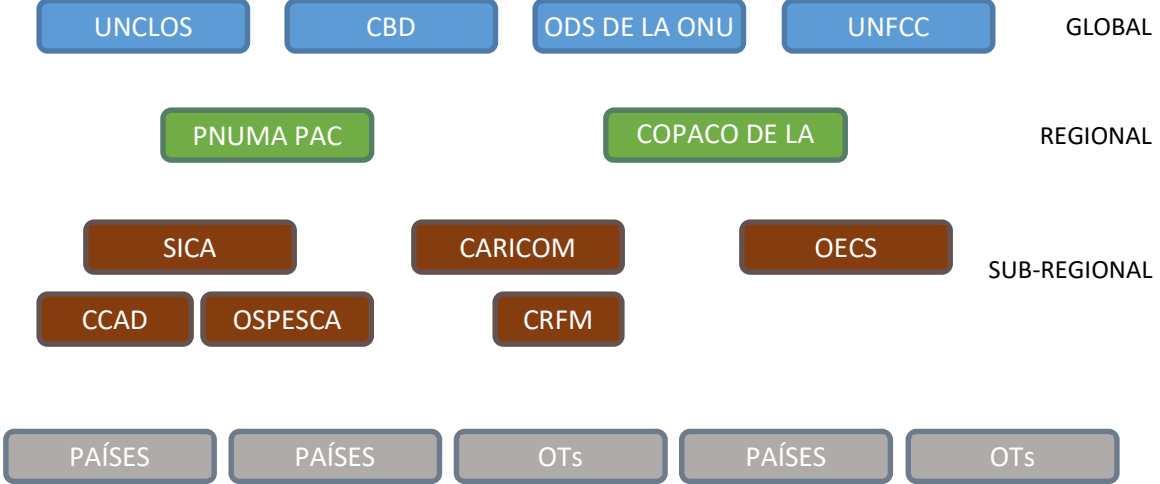 UNCLOS CBD ODS DE LA ONU UNFCC GLOBAL
PNUMA PAC COPACO DE LA REGIONAL
SICA CARICOM OECS
SUB-REGIONAL
CCAD OSPESCA CRFM
PAÍSES PAÍSES OTs PAÍSES OTs